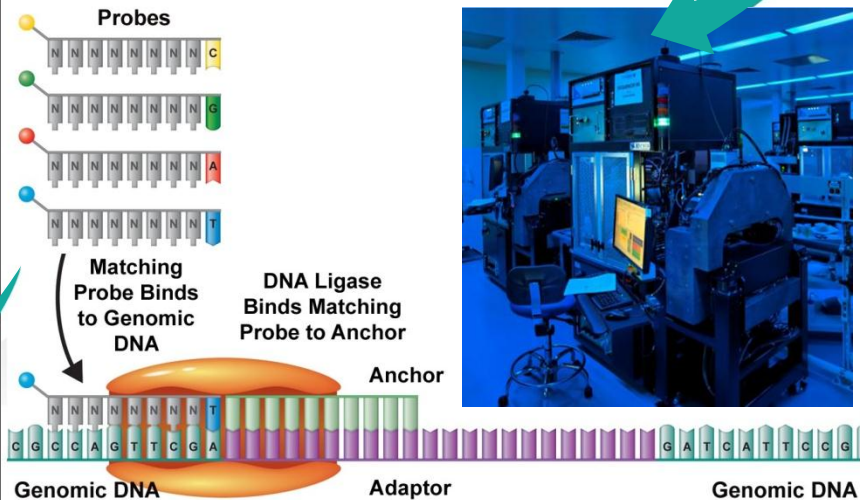 Probes
N N N N N N N N C
N N N N N N N N G
N N N N N N N N A
N N N N N N N N T
Matching
Probe Binds
to Genomic
DNA
DNA Ligase
Binds Matching
Probe to Anchor
Anchor
N N N N N N N N T
C G C C A G T T C G A
G A T C A T T C C G
Genomic DNA
Adaptor
Genomic DNA